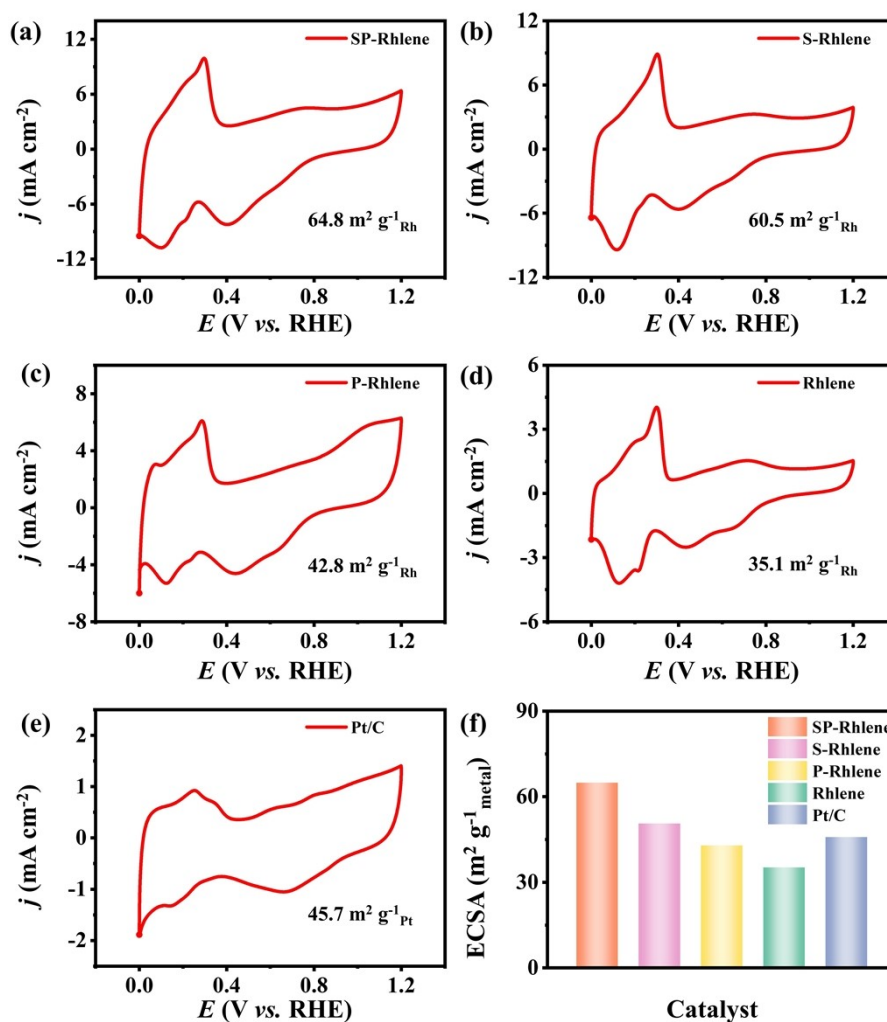 (a)
SP-Rhlene
12
6
0
-6
-12
j (mA cm-2)
64.8 m2 g-1Rh
0.0 0.4 0.8 1.2
E (V vs. RHE)
(b)
S-Rhlene
12
6
0
-6
-12
j (mA cm-2)
60.5 m2 g-1Rh
0.0 0.4 0.8 1.2
E (V vs. RHE)
(c)
P-Rhlene
8
4
0
-4
-8
j (mA cm-2)
42.8 m2 g-1Rh
0.0 0.4 0.8 1.2
E (V vs. RHE)
(d)
Rhlene
6
3
0
-3
-6
j (mA cm-2)
35.1 m2 g-1Rh
0.0 0.4 0.8 1.2
E (V vs. RHE)
(e)
Pt/C
2
1
0
-1
-2
j (mA cm-2)
45.7 m2 g-1Pt
0.0 0.4 0.8 1.2
E (V vs. RHE)
(f)
90
60
30
0
ECSA (m2 g-1metal)
SP-Rhlene
S-Rhlene
P-Rhlene
Rhlene
Pt/C
Catalyst